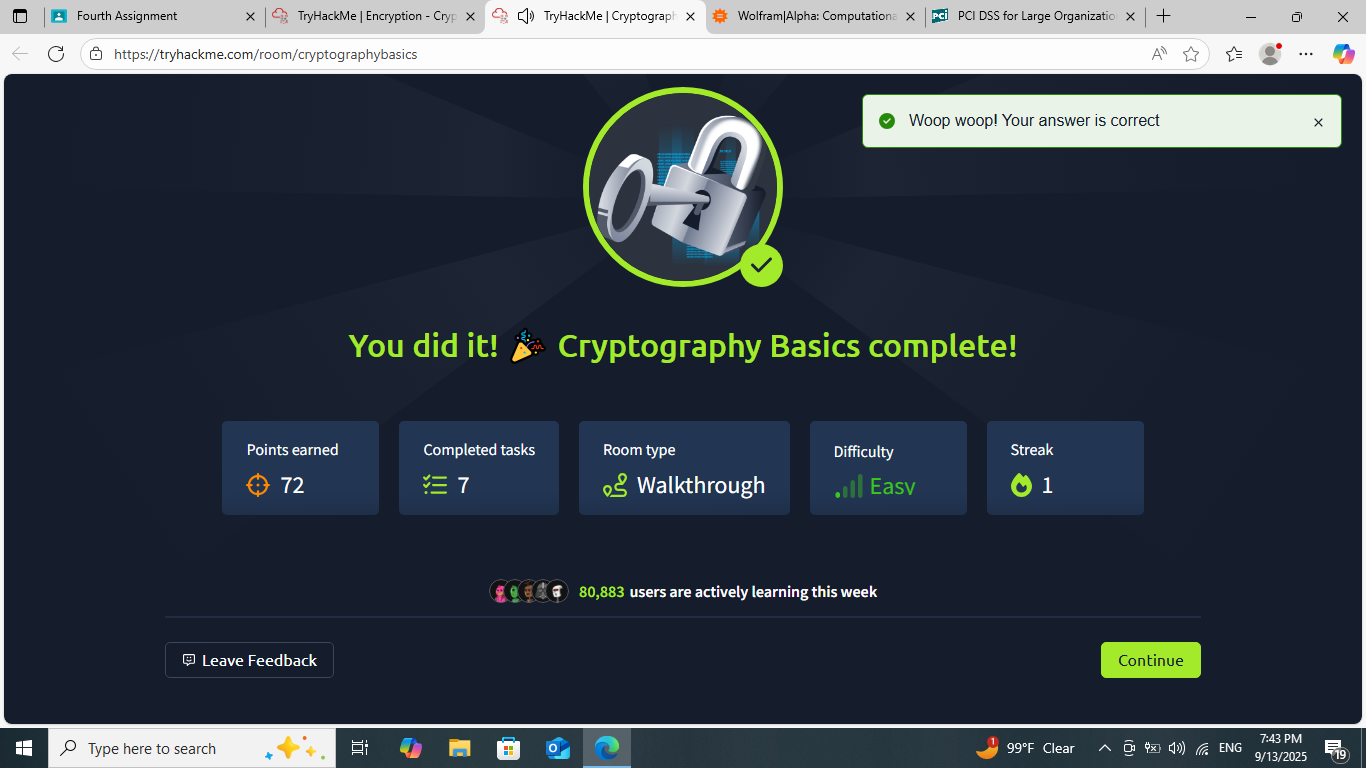 Fourth Assignment
TryHackMe | Encryption - Cryp
TryHackMe | Cryptograph
Wolfram|Alpha: Computationa
PCI DSS for Large Organizatio
https://tryhackme.com/room/cryptographybasics
Woop woop! Your answer is correct
You did it! 🎉 Cryptography Basics complete!
Points earned
72
Completed tasks
7
Room type
Walkthrough
Difficulty
Easy
Streak
1
80,883 users are actively learning this week
Leave Feedback
Continue
Type here to search
1
99°F Clear
ENG
7:43 PM
9/13/2025
19